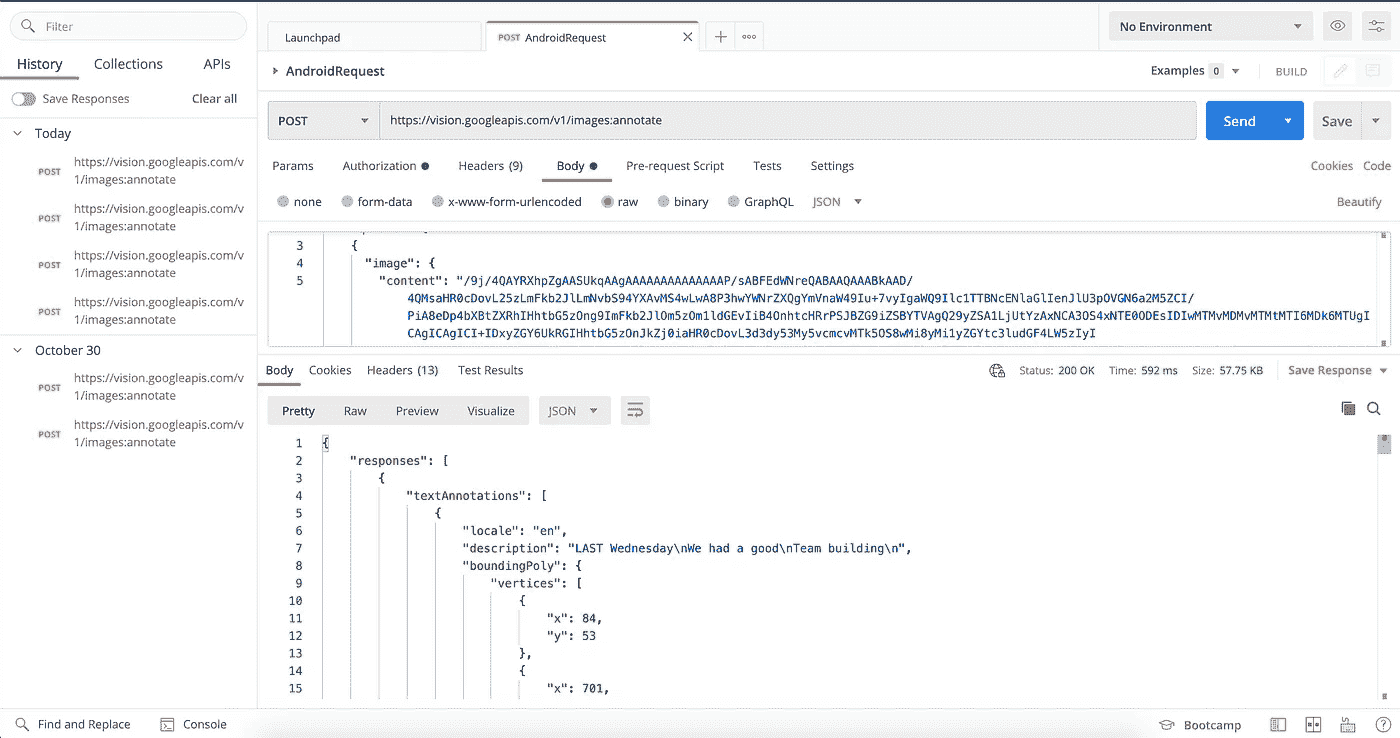 Filter
History Collections APIs
Save Responses Clear all
Today
POST https://vision.googleapis.com/v
1/images:annotate
POST https://vision.googleapis.com/v
1/images:annotate
POST https://vision.googleapis.com/v
1/images:annotate
POST https://vision.googleapis.com/v
1/images:annotate
October 30
POST https://vision.googleapis.com/v
1/images:annotate
POST https://vision.googleapis.com/v
1/images:annotate
Launchpad POST AndroidRequest No Environment
AndroidRequest Examples 0 BUILD
POST https://vision.googleapis.com/v1/images:annotate Send Save
Params Authorization Headers (9) Body Pre-request Script Tests Settings Cookies Code
none form-data x-www-form-urlencoded raw binary GraphQL JSON Beautify
3 {
4 "image": {
5 "content": "/9j/4QAYRXhpZgAASUkqAAgAAAAAAAAAAAAAAP/sABFEdWNreQABAAQAAABkAAD/
4QMsaHR0cDovL25zLmFkb2JlLmNvbS94YXAvMS4wLwA8P3hwYWNrZXQgYmVnaW49Iu+7vyIgaWQ9Ilc1TTBNcENlaGlIenJlU3pOVGN6a2M5ZCI/
PiA8eDp4bXBtZXRhIHhtbG5zOng9ImFkb2JlOm5zOm1ldGEvIiB4OnhtcHRrPSJBZG9iZSBYTVAgQ29yZSA1LjUtYzAxNCA3OS4xNTE0ODEsIDIwMTMvMDMvMTMtMTI6MDk6MTUgI
CAgICAgICI+IDxyZGY6UkRGIHhtbG5zOnJkZj0iaHR0cDovL3d3dy53My5vcmcvMTk5OS8wMi8yMi1yZGYtc3ludGF4LW5zIyI
Body Cookies Headers (13) Test Results Status: 200 OK Time: 592 ms Size: 57.75 KB Save Response
Pretty Raw Preview Visualize JSON
1 {
2 "responses": [
3 {
4 "textAnnotations": [
5 {
6 "locale": "en",
7 "description": "LAST Wednesday\nWe had a good\nTeam building\n",
8 "boundingPoly": {
9 "vertices": [
10 {
11 "x": 84,
12 "y": 53
13 },
14 {
15 "x": 701,
Find and Replace Console Bootcamp